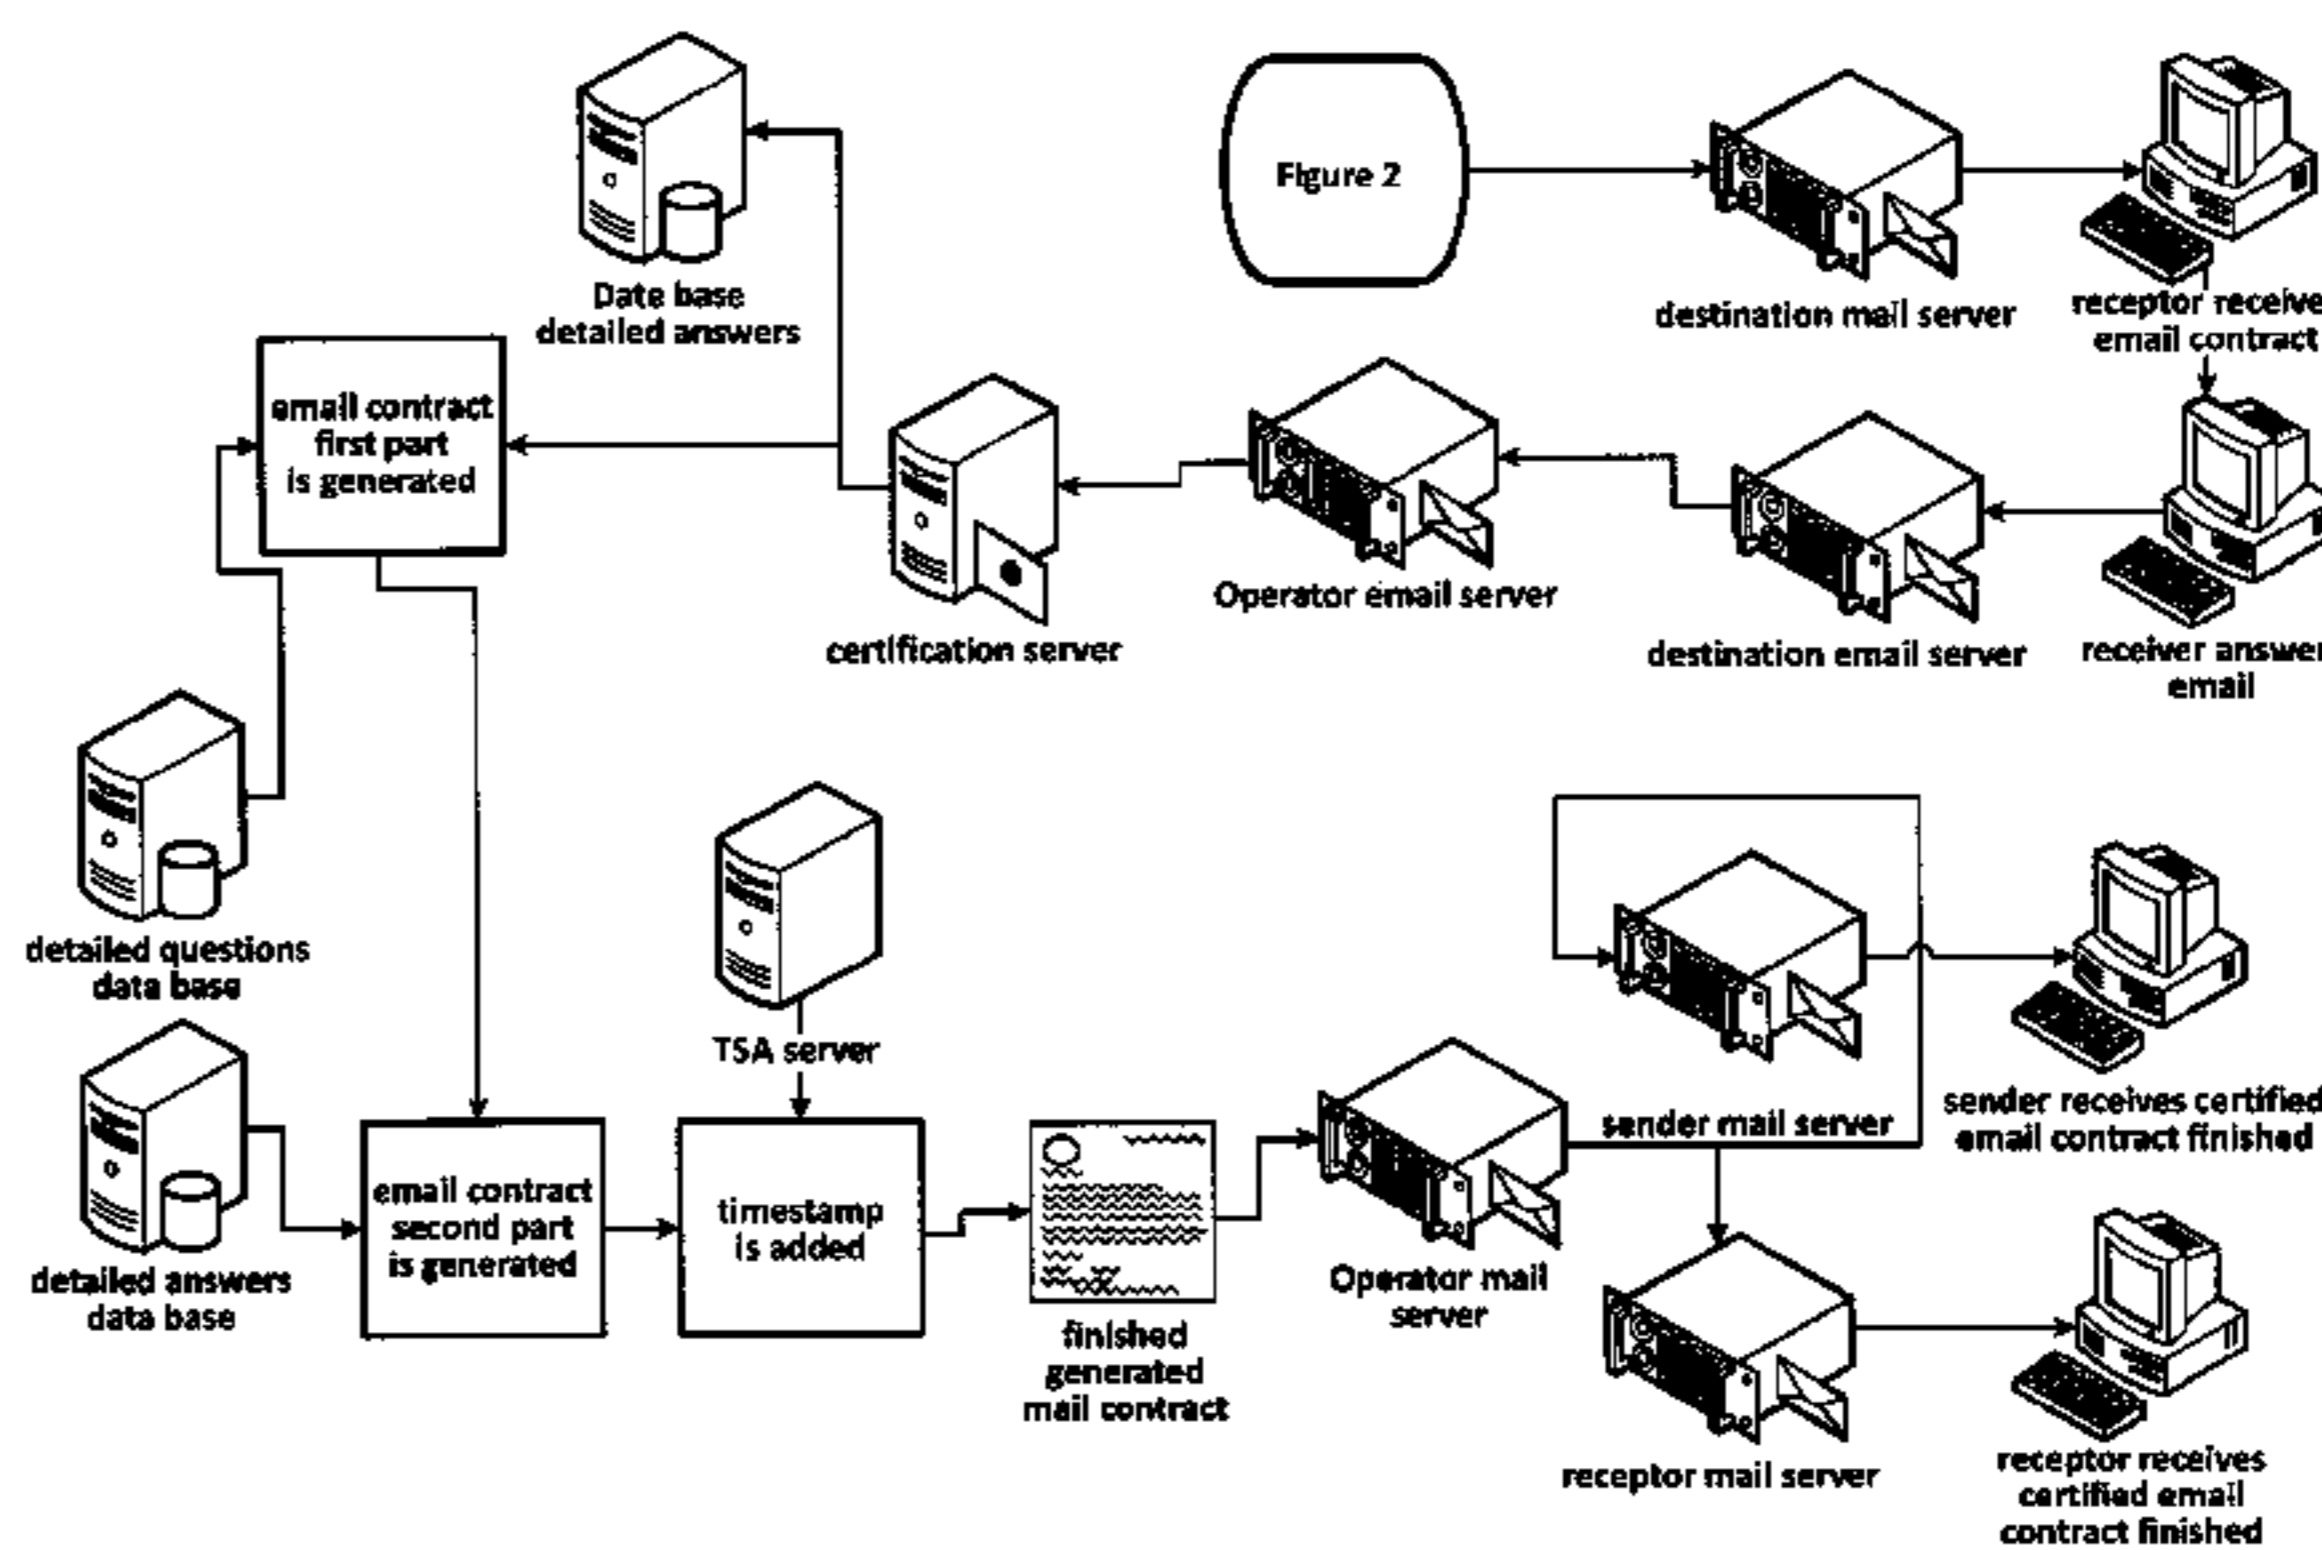 Figure 2
destination mail server
receptor receive
email contract
Date base
detailed answers
email contract
first part
is generated
certification server
Operator email server
destination email server
receiver answer
email
detailed questions
data base
TSA server
sender mail server
sender receives certified
email contract finished
detailed answers
data base
email contract
second part
is generated
timestamp
is added
finished
generated
mail contract
Operator mail
server
receptor mail server
receptor receives
certified email
contract finished